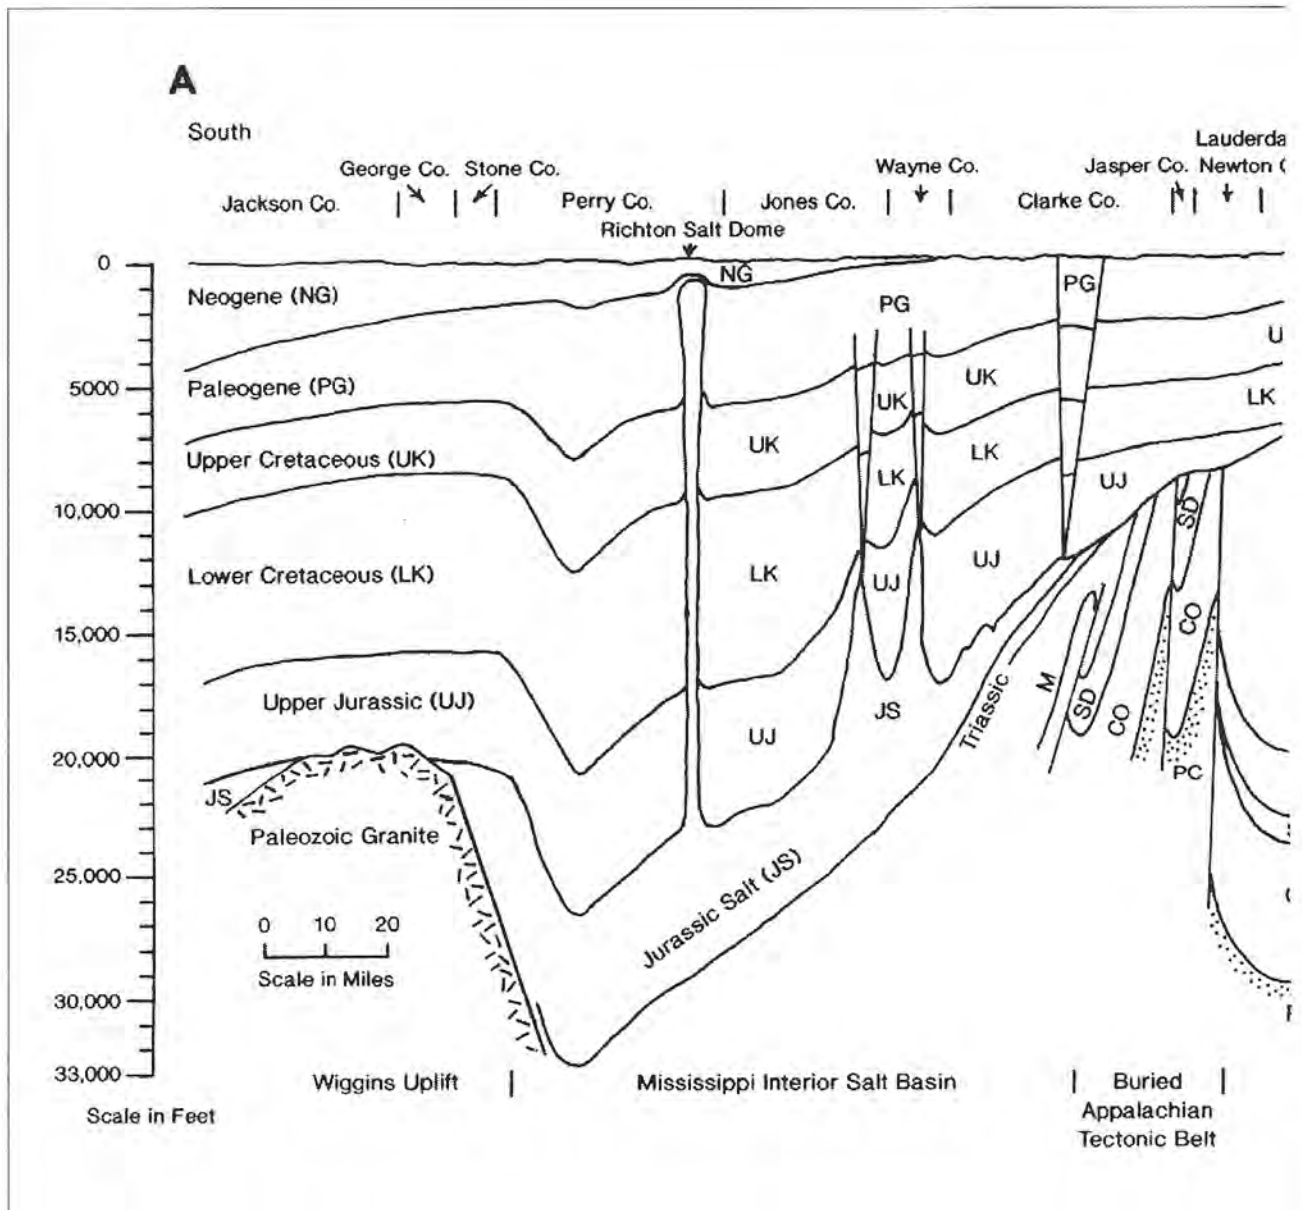 A
South
Lauderda
George Co. Stone Co. Wayne Co. Jasper Co. Newton C
Jackson Co. Perry Co. Jones Co. Clarke Co.
Richton Salt Dome
0
NG
PG
Neogene (NG)
PG
U
5000
Paleogene (PG)
UK
UK
LK
UK
Upper Cretaceous (UK)
LK
LK
UJ
10,000
SD
Lower Cretaceous (LK)
LK
UJ
UJ
CO
15,000
M
Upper Jurassic (UJ)
JS
SD
CO
Triassic
UJ
20,000
PC
JS
Paleozoic Granite
25,000
Jurassic Salt (JS)
0 10 20
Scale in Miles
30,000
33,000
Wiggins Uplift
Mississippi Interior Salt Basin
Buried
Appalachian
Tectonic Belt
Scale in Feet